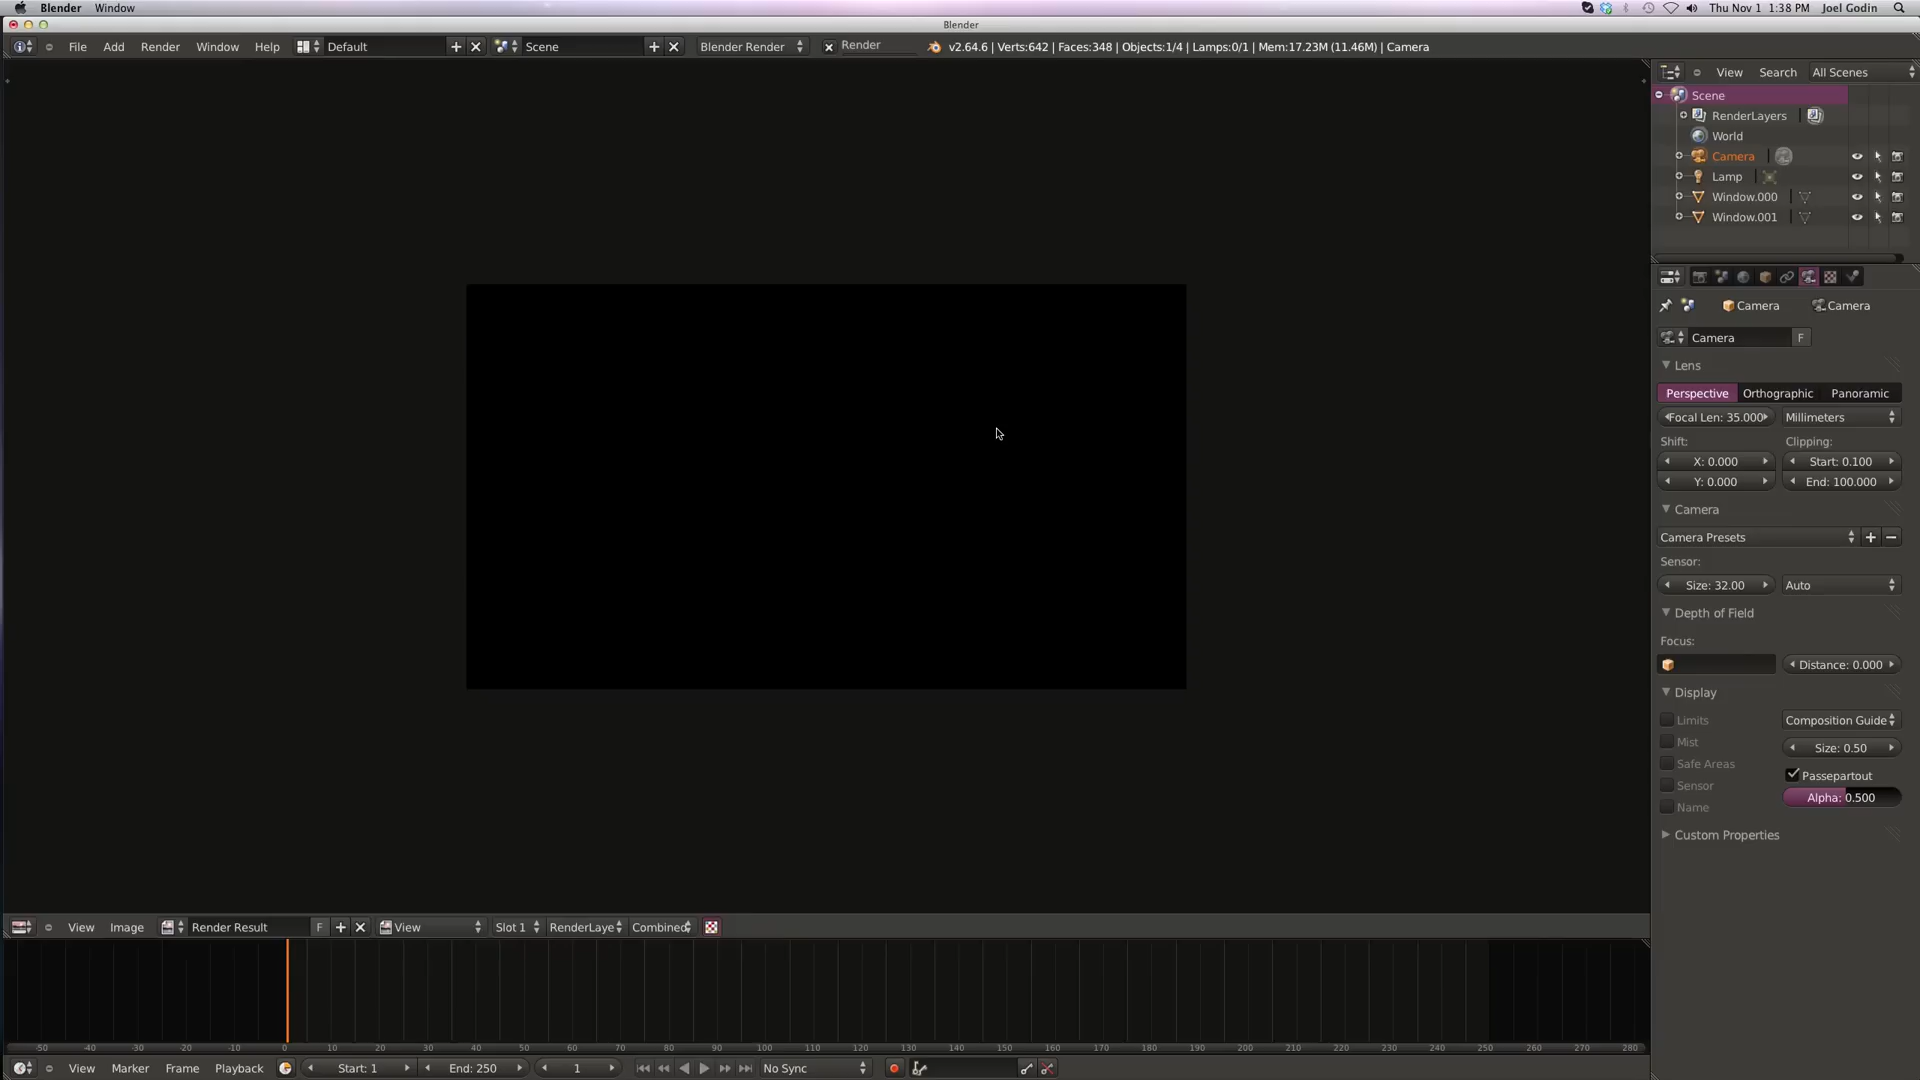 Blender Window Thu Nov 1 1:38 PM Joel Godin
Blender
File Add Render Window Help Default Scene Blender Render Render v2.64.6 | Verts:642 | Faces:348 | Objects:1/4 | Lamps:0/1 | Mem:17.23M (11.46M) | Camera
View Search All Scenes
Scene
RenderLayers
World
Camera
Lamp
Window.000
Window.001
Camera Camera
Camera F
Lens
Perspective Orthographic Panoramic
Focal Len: 35.000 Millimeters
Shift: Clipping:
X: 0.000 Start: 0.100
Y: 0.000 End: 100.000
Camera
Camera Presets
Sensor:
Size: 32.00 Auto
Depth of Field
Focus:
Distance: 0.000
Display
Limits Composition Guide
Mist Size: 0.50
Safe Areas
Passepartout
Sensor
Alpha: 0.500
Name
Custom Properties
View Image Render Result F View Slot 1 RenderLaye Combined
-50 -40 -30 -20 -10 0 10 20 30 40 50 60 70 80 90 100 110 120 130 140 150 160 170 180 190 200 210 220 230 240 250 260 270 280
View Marker Frame Playback Start: 1 End: 250 1 No Sync